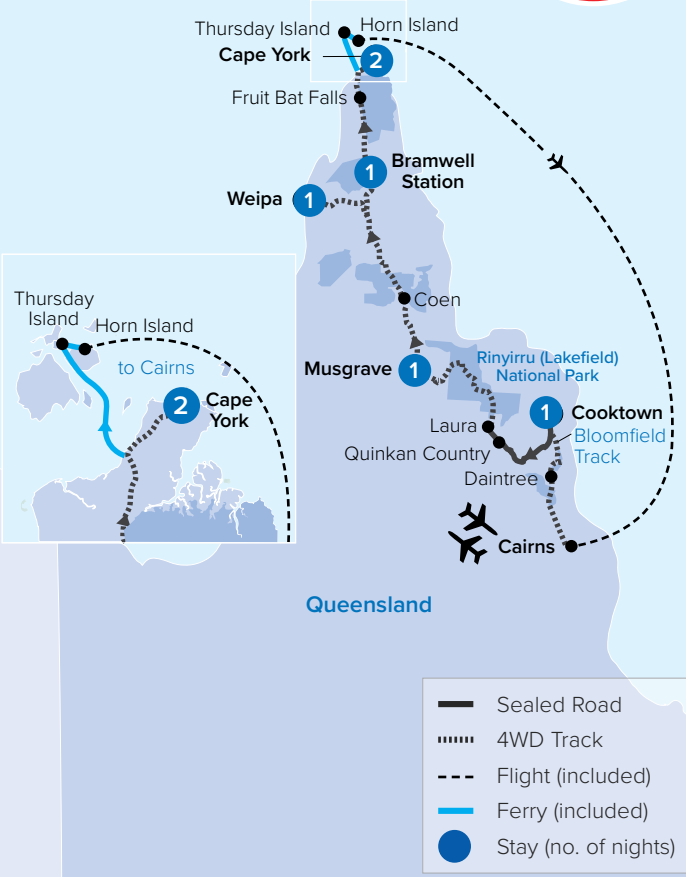 Thursday Island
Horn Island
Cape York
2
Fruit Bat Falls
1
Bramwell
Station
Weipa
1
Coen
Musgrave
1
Rinyirru (Lakefield)
National Park
1
Cooktown
Laura
Bloomfield
Track
Quinkan Country
Daintree
Cairns
Thursday
Island
Horn Island
to Cairns
2
Cape
York
Queensland
Sealed Road
4WD Track
Flight (included)
Ferry (included)
Stay (no. of nights)